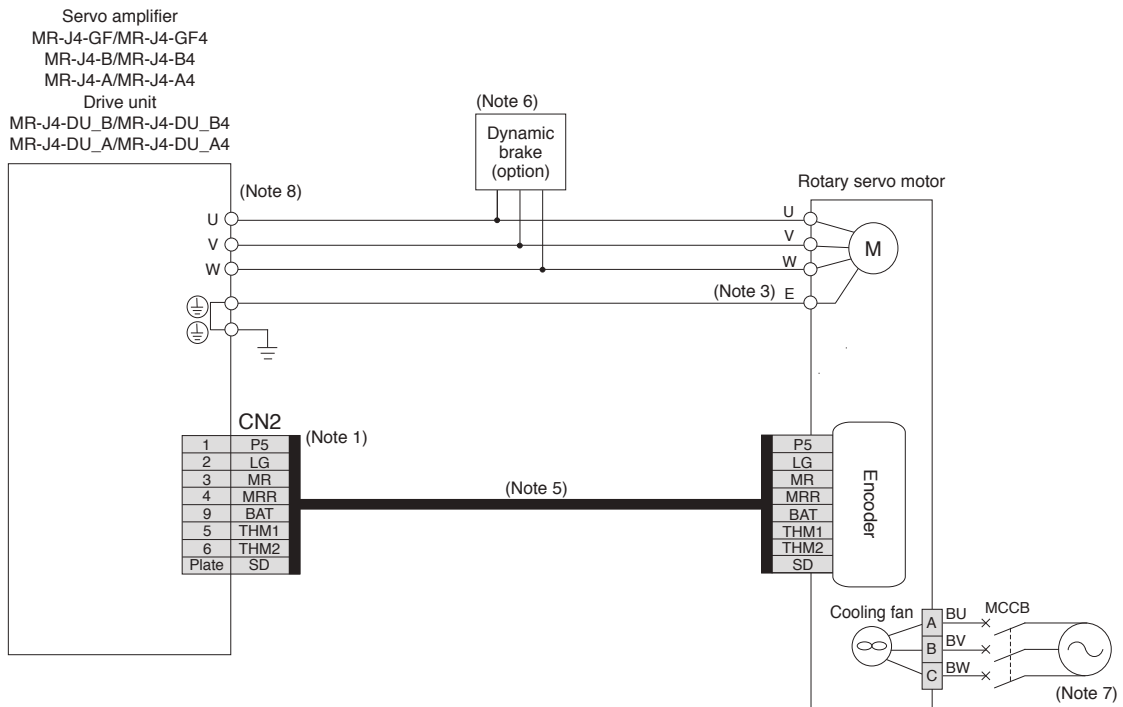 Servo amplifier
MR-J4-GF/MR-J4-GF4
MR-J4-B/MR-J4-B4
MR-J4-A/MR-J4-A4
Drive unit
MR-J4-DU_B/MR-J4-DU_B4
MR-J4-DU_A/MR-J4-DU_A4
(Note 6)
Dynamic
brake
(option)
Rotary servo motor
(Note 8)
U
V
W
U
V
W
M
(Note 3) E
CN2
(Note 1)
1 P5
2 LG
3 MR
4 MRR
9 BAT
5 THM1
6 THM2
Plate SD
(Note 5)
P5
LG
MR
MRR
BAT
THM1
THM2
SD
Encoder
Cooling fan
A BU
B BV
C BW
MCCB
(Note 7)